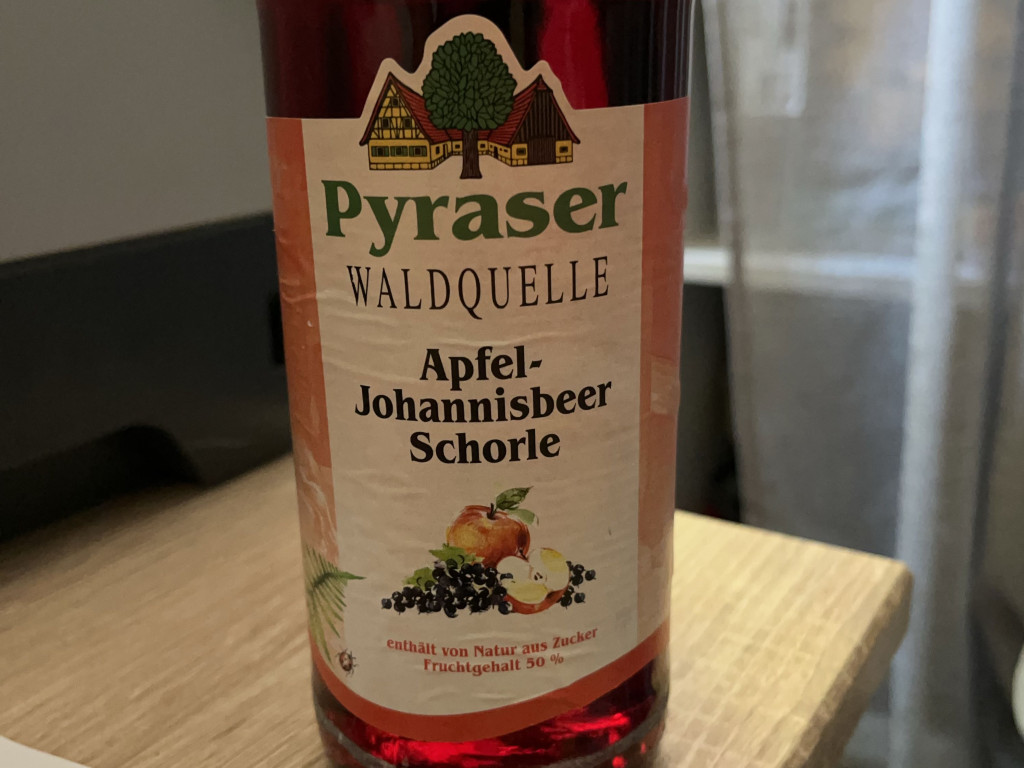 Pyraser
WALDQUELLE
Apfel-
Johannisbeer
Schorle
enthält von Natur aus Zucker
Fruchtgehalt 50 %